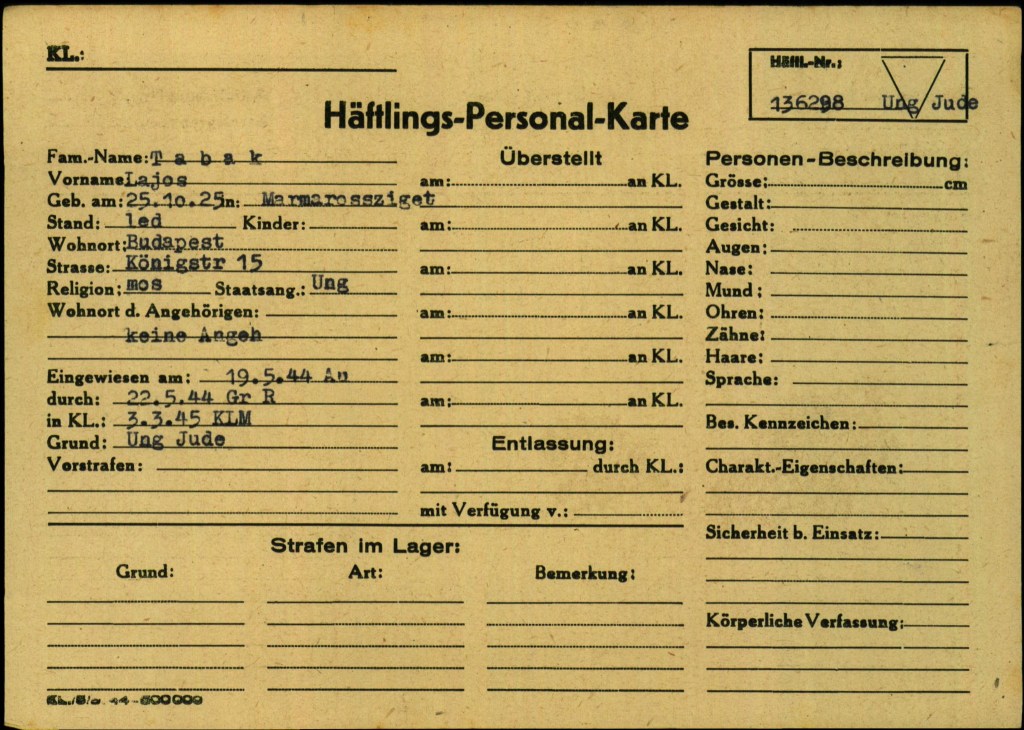 KL.:
Häftl.-Nr.:
136298 Ung Jude
Häftlings-Personal-Karte
Fam.-Name: T a b a k
Vorname Lajos
Geb. am: 25.10.25 n: Marmarossziget
Stand: led Kinder:
Wohnort: Budapest
Strasse: Königstr 15
Religion: mos Staatsang.: Ung
Wohnort d. Angehörigen:
keine Angeh
Eingewiesen am: 19.5.44 Au
durch: 22.5.44 Gr R
in KL.: 3.3.45 KLM
Grund: Ung Jude
Vorstrafen:
Überstellt
am: an KL.
am: an KL.
am: an KL.
am: an KL.
am: an KL.
am: an KL.
Entlassung:
am: durch KL.:
mit Verfügung v.:
Personen-Beschreibung:
Grösse: cm
Gestalt:
Gesicht:
Augen:
Nase:
Mund:
Ohren:
Zähne:
Haare:
Sprache:
Bes. Kennzeichen:
Charakt.-Eigenschaften:
Sicherheit b. Einsatz:
Körperliche Verfassung:
Strafen im Lager:
Grund: Art: Bemerkung:
44-500000